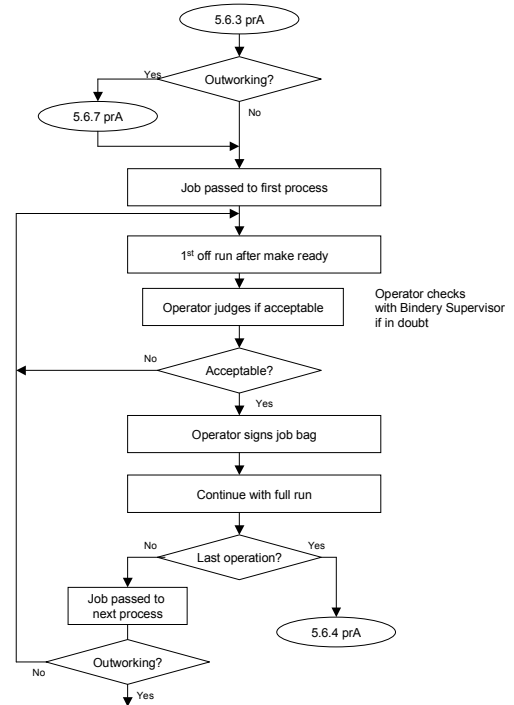 5.6.3 prA
Yes
Outworking?
5.6.7 prA
No
Job passed to first process
1st off run after make ready
Operator judges if acceptable
Operator checks
with Bindery Supervisor
if in doubt
No
Acceptable?
Yes
Operator signs job bag
Continue with full run
No
Last operation?
Yes
Job passed to
next process
5.6.4 prA
Outworking?
No
Yes